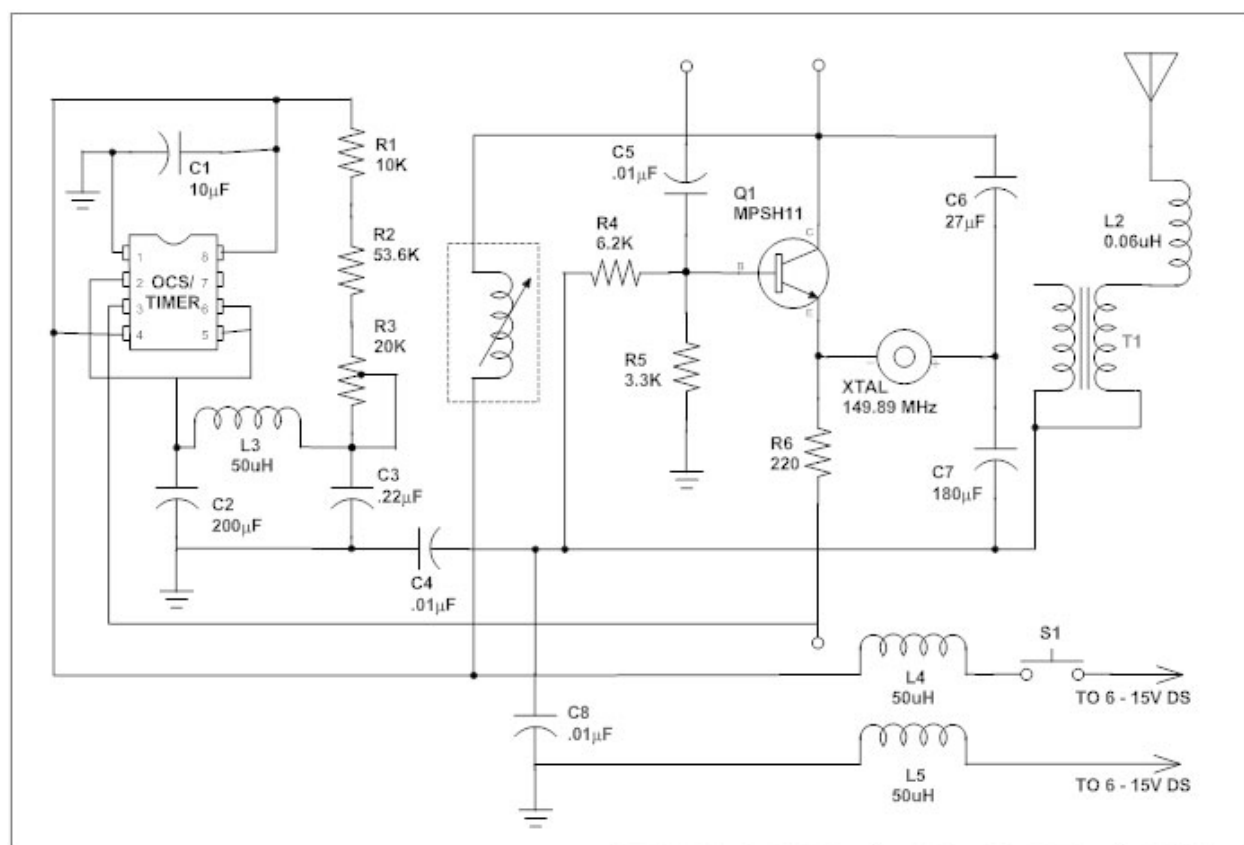 R1
10K
C1
10µF
C5
.01µF
Q1
MPSH11
C6
27µF
L2
0.06uH
R4
6.2K
R2
53.6K
OCS/
TIMER
1
2
3
4
8
7
6
5
C
B
E
R3
20K
T1
R5
3.3K
XTAL
149.89 MHz
- +
L3
50uH
R6
220
C7
180µF
C3
.22µF
C2
200µF
C4
.01µF
S1
L4
50uH
TO 6 - 15V DS
C8
.01µF
L5
50uH
TO 6 - 15V DS